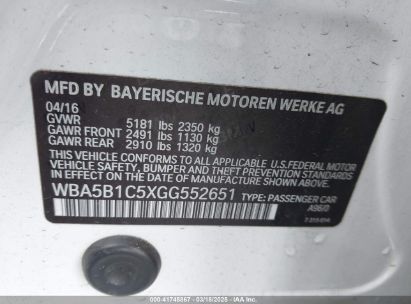 MFD BY BAYERISCHE MOTOREN WERKE AG
04/16
GVWR 5181 lbs 2350 kg
GAWR FRONT 2491 lbs 1130 kg
GAWR REAR 2910 lbs 1320 kg
THIS VEHICLE CONFORMS TO ALL APPLICABLE
U.S.FEDERAL MOTOR
VEHICLE SAFETY, BUMPER AND THEFT PREVENTION
STANDARDS IN EFFECT ON THE DATE OF
MANUFACTURE SHOWN ABOVE.
WBA5B1C5XGG552651 TYPE: PASSENGER CAR
A96/0
© IAA 000-41745867 03/18/2025 - AAAAAAAA